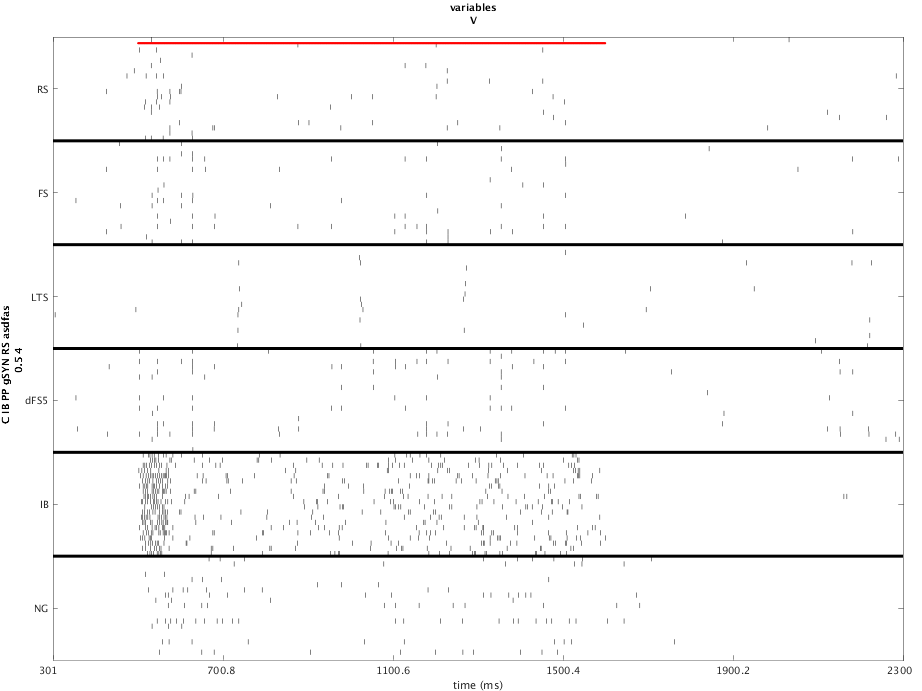 variables
V
RS
FS
LTS
dFS5
IB
NG
C IB PP gSYN RS asdfas
0.5 4
301
700.8
1100.6
1500.4
1900.2
2300
time (ms)